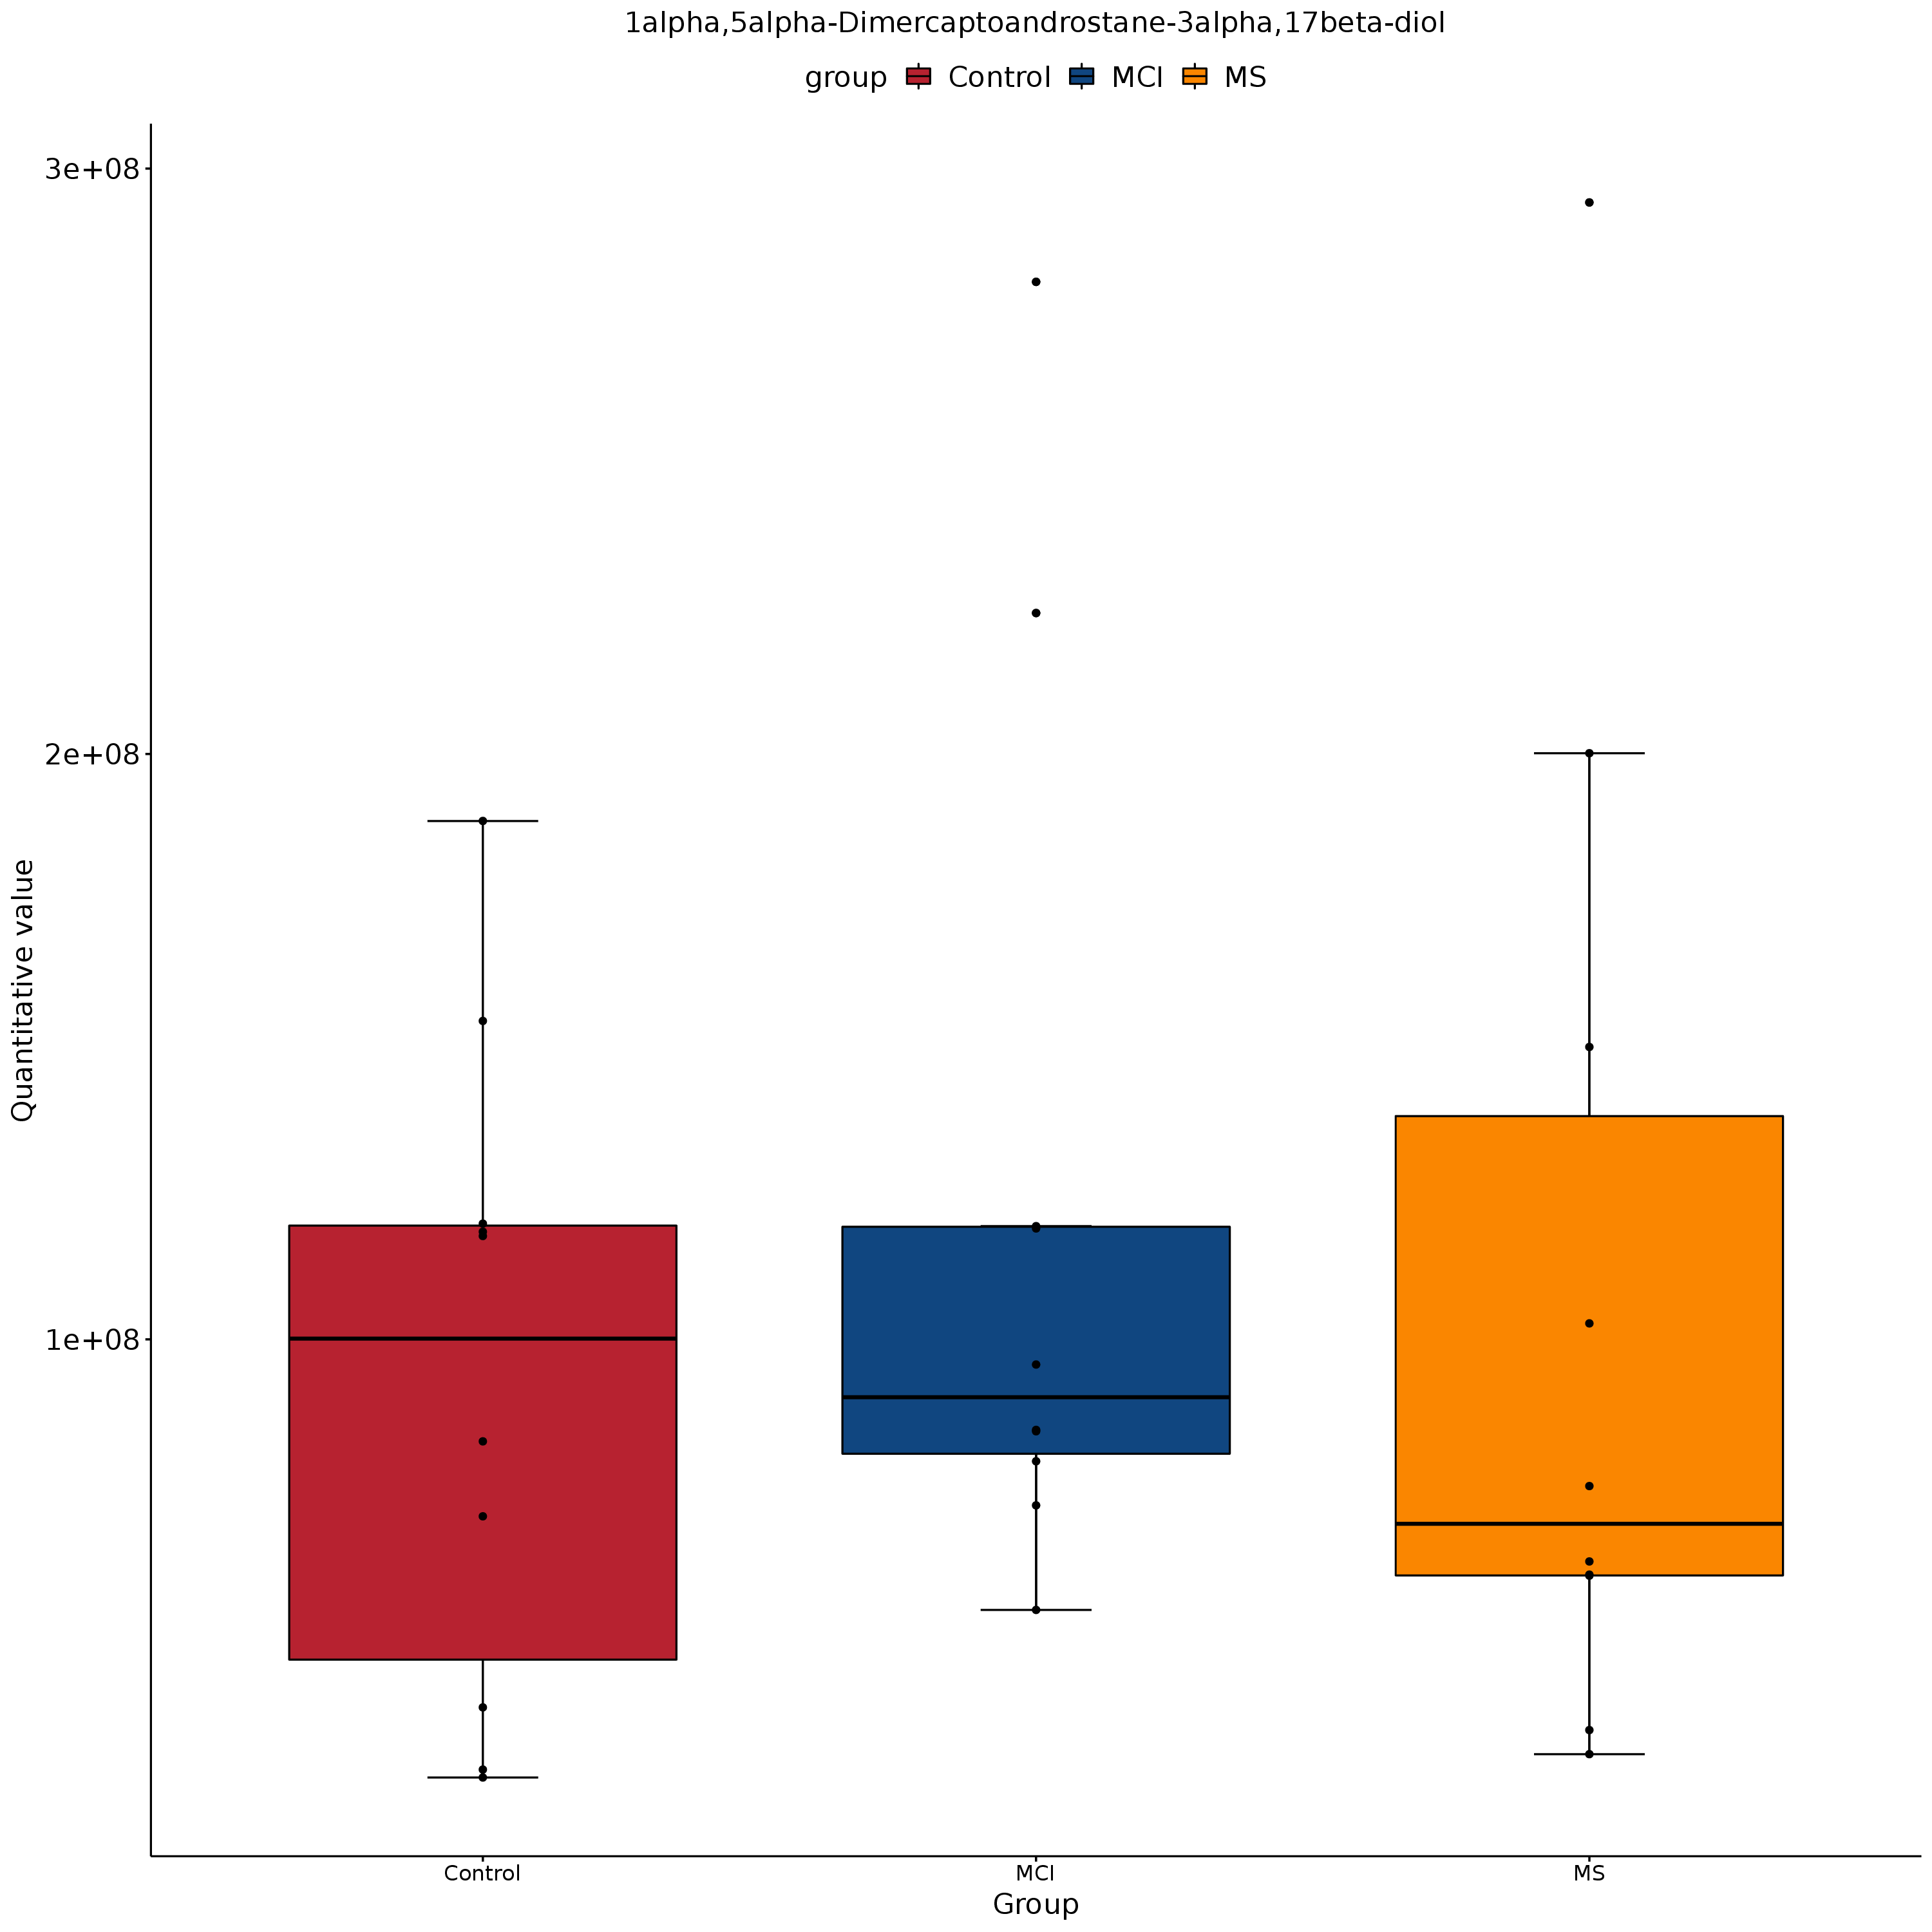 1alpha,5alpha-Dimercaptoandrostane-3alpha,17beta-diol
group Control MCI MS
3e+08
2e+08
1e+08
Quantitative value
Control MCI MS
Group